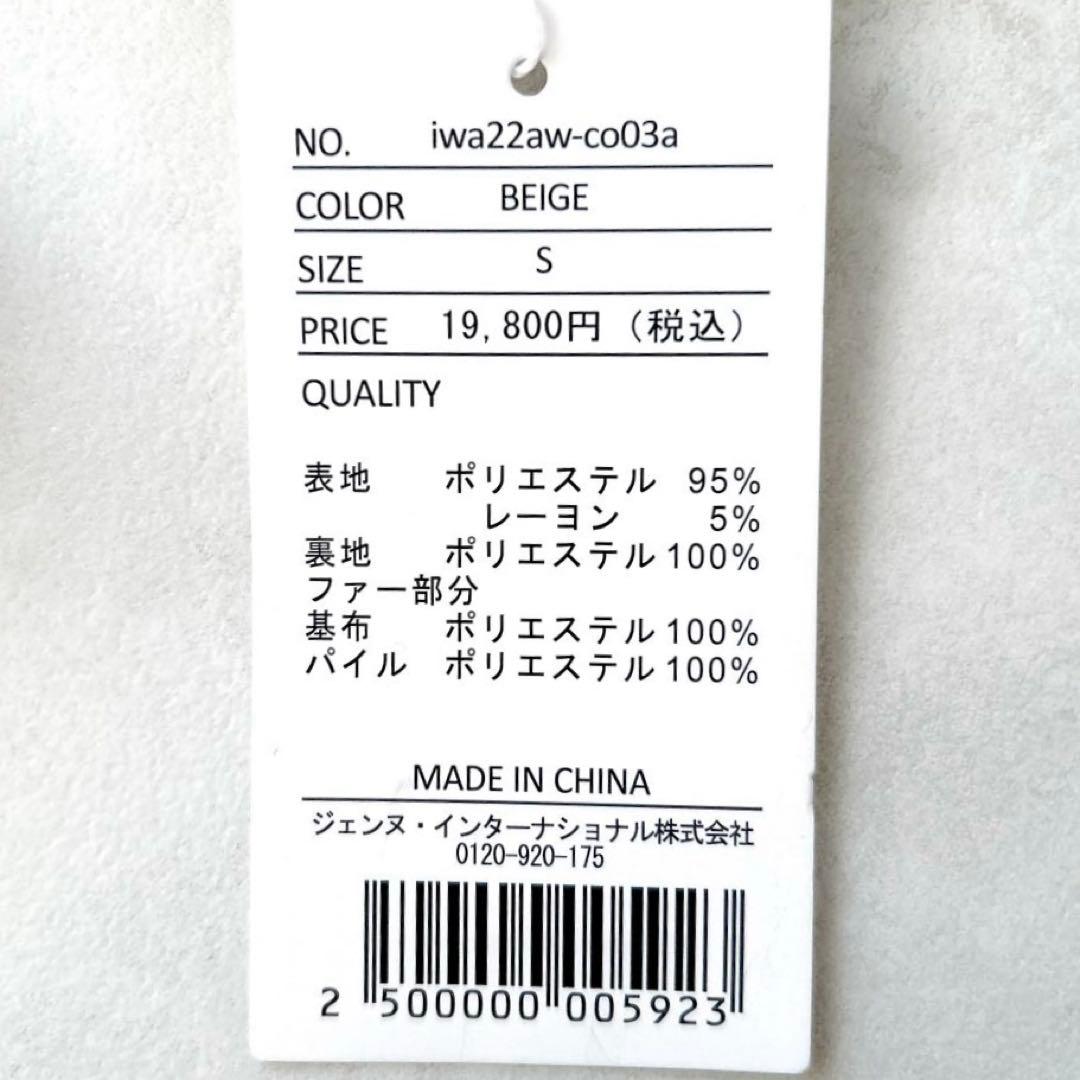 NO. iwa22aw-co03a
COLOR BEIGE
SIZE S
PRICE 19,800円（税込）
QUALITY
表地 ポリエステル 95%
レーヨン 5%
裏地 ポリエステル 100%
ファー部分
基布 ポリエステル 100%
パイル ポリエステル 100%
MADE IN CHINA
ジェンヌ・インターナショナル株式会社
0120-920-175
2 500000 005923